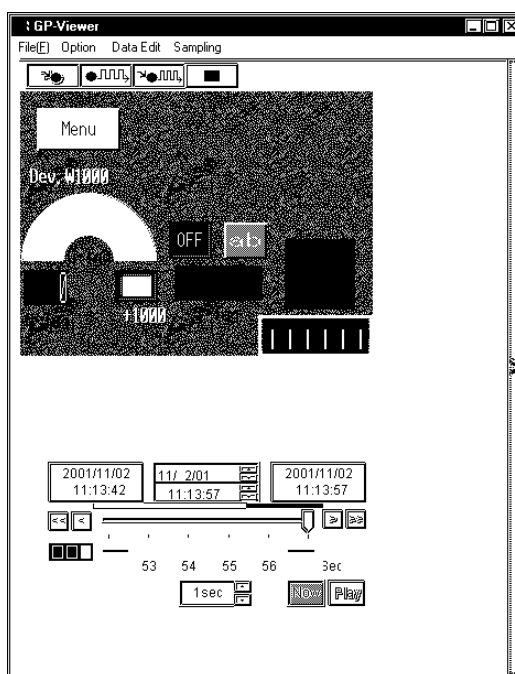 GP-Viewer
File(F) Option Data Edit Sampling
Menu
Dev, W1000
OFF ab
0
+1000
2001/11/02 11/ 2/01 2001/11/02
11:13:42 11:13:57 11:13:57
<< < > >>
53 54 55 56 Sec
1sec Now Play